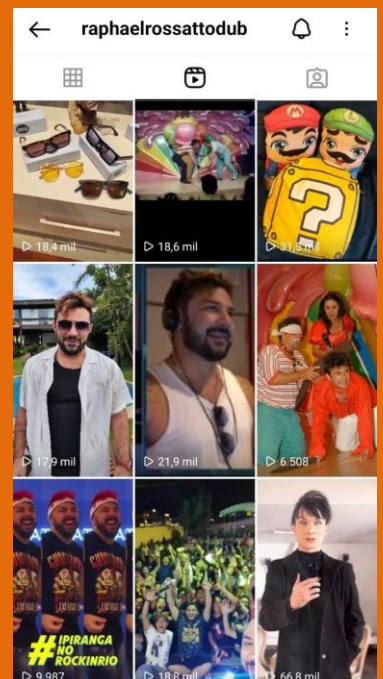 raphaelrossattodub
18,4 mil
18,6 mil
31,5 mil
17,9 mil
21,9 mil
6.508
# IPIRANGA
NO
ROCKINRIO
9.987
18,8 mil
66,8 mil